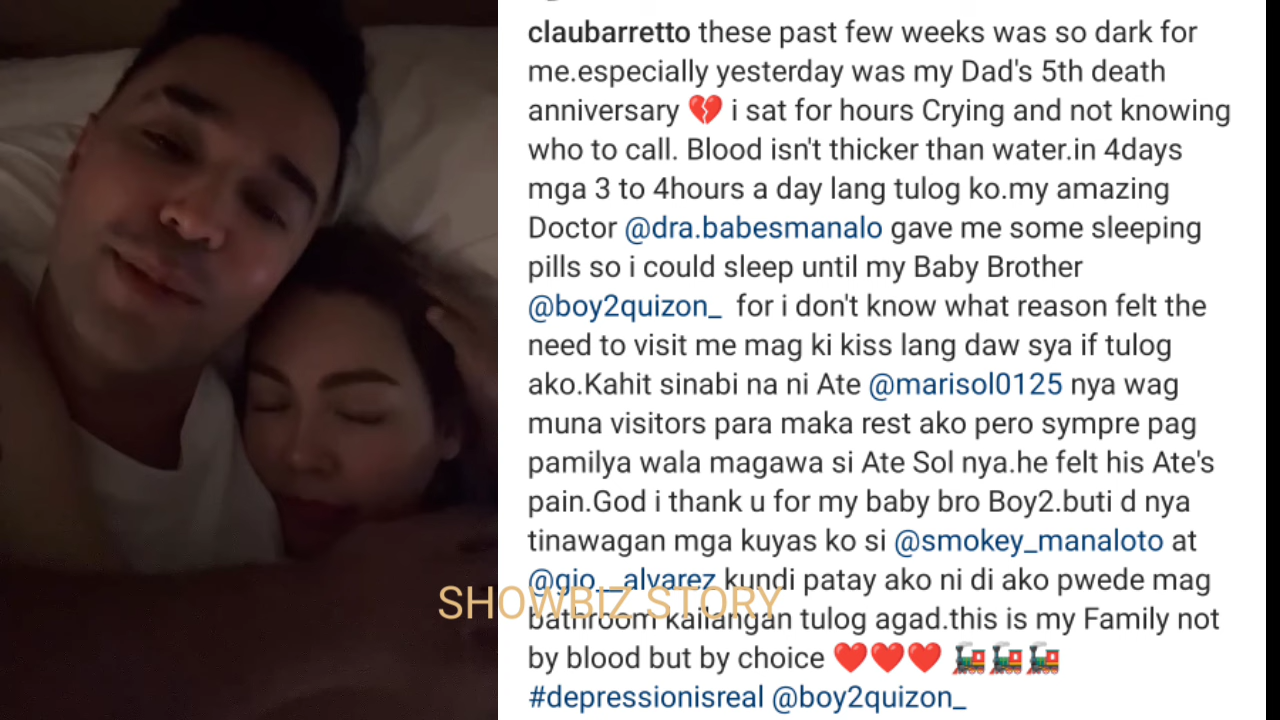 claubarretto these past few weeks was so dark for
me.especially yesterday was my Dad's 5th death
anniversary 💔 i sat for hours Crying and not knowing
who to call. Blood isn't thicker than water.in 4days
mga 3 to 4hours a day lang tulog ko.my amazing
Doctor @dra.babesmanalo gave me some sleeping
pills so i could sleep until my Baby Brother
@boy2quizon_ for i don't know what reason felt the
need to visit me mag ki kiss lang daw sya if tulog
ako.Kahit sinabi na ni Ate @marisol0125 nya wag
muna visitors para maka rest ako pero sympre pag
pamilya wala magawa si Ate Sol nya.he felt his Ate's
pain.God i thank u for my baby bro Boy2.buti d nya
tinawagan mga kuyas ko si @smokey_manaloto at
@gio__alvarez kundi patay ako ni di ako pwede mag
SHOWBIZ STORY
bathroom kailangan tulog agad.this is my Family not
by blood but by choice ❤️❤️❤️ 🚂🚂🚂
#depressionisreal @boy2quizon_